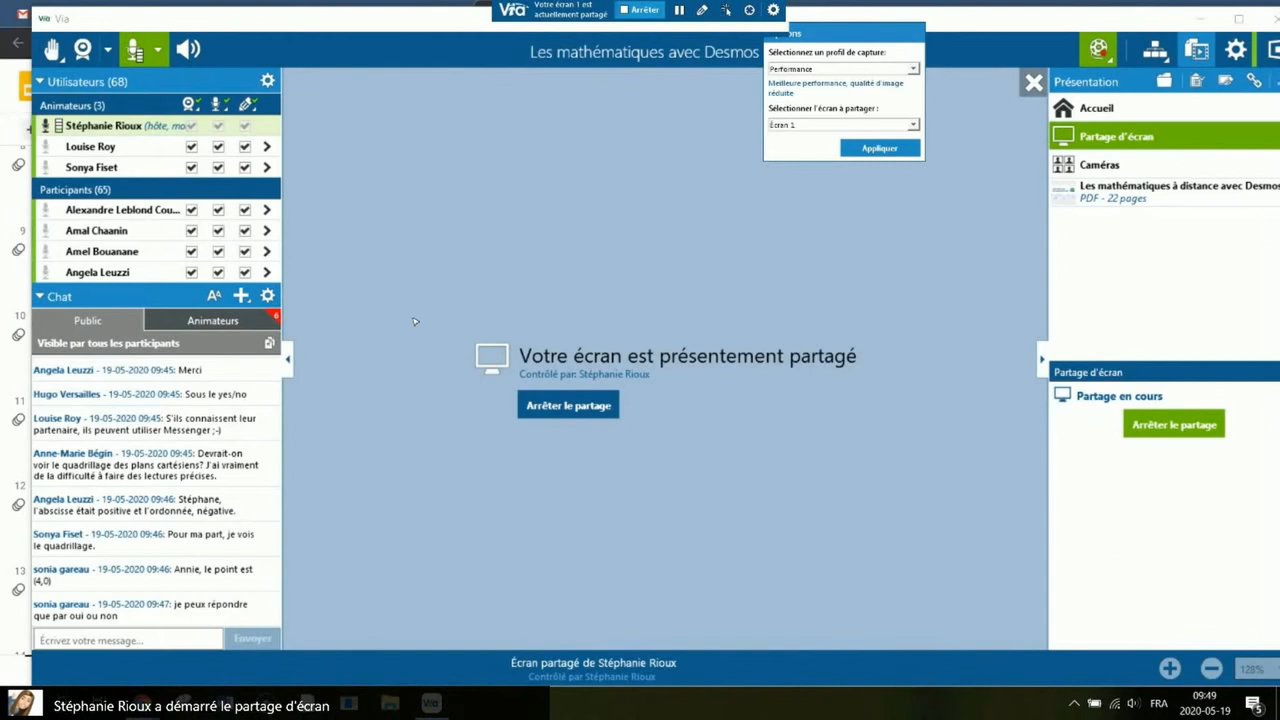 Via
Via
Votre écran 1 est
actuellement partagé
Arrêter
Les mathématiques avec Desmos
Sélectionnez un profil de capture:
Performance
Meilleure performance, qualité d'image
réduite
Sélectionner l'écran à partager :
Écran 1
Appliquer
Utilisateurs (68)
Animateurs (3)
Stéphanie Rioux (hôte, mo
Louise Roy
Sonya Fiset
Participants (65)
Alexandre Leblond Cou...
Amal Chaanin
Amel Bouanane
Angela Leuzzi
Chat
Public
Animateurs
6
Visible par tous les participants
Angela Leuzzi - 19-05-2020 09:45: Merci
Hugo Versailles - 19-05-2020 09:45: Sous le yes/no
Louise Roy - 19-05-2020 09:45: S'ils connaissent leur
partenaire, ils peuvent utiliser Messenger ;-)
Anne-Marie Bégin - 19-05-2020 09:45: Devrait-on
voir le quadrillage des plans cartésiens? J'ai vraiment
de la difficulté à faire des lectures précises.
Angela Leuzzi - 19-05-2020 09:46: Stéphane,
l'abscisse était positive et l'ordonnée, négative.
Sonya Fiset - 19-05-2020 09:46: Pour ma part, je vois
le quadrillage.
sonia gareau - 19-05-2020 09:46: Annie, le point est
(4,0)
sonia gareau - 19-05-2020 09:47: je peux répondre
que par oui ou non
Écrivez votre message...
Envoyer
9
10
11
12
13
Votre écran est présentement partagé
Contrôlé par: Stéphanie Rioux
Arrêter le partage
Présentation
Accueil
Partage d'écran
Caméras
Les mathématiques à distance avec Desmos
PDF - 22 pages
Partage d'écran
Partage en cours
Arrêter le partage
Écran partagé de Stéphanie Rioux
Contrôlé par Stéphanie Rioux
128%
Stéphanie Rioux a démarré le partage d'écran
Via
FRA
09:49
2020-05-19
5